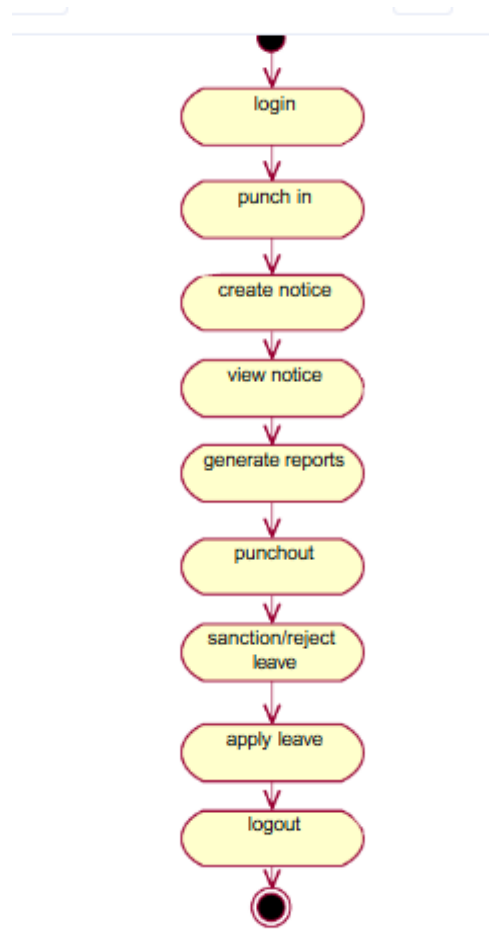 login
punch in
create notice
view notice
generate reports
punchout
sanction/reject
leave
apply leave
logout